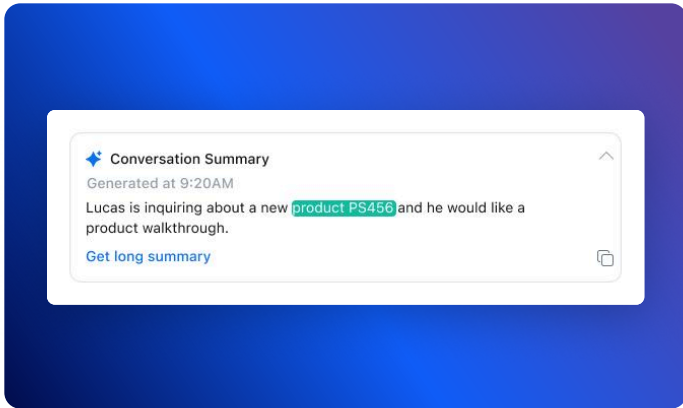 Conversation Summary
Generated at 9:20AM
Lucas is inquiring about a new product PS456 and he would like a
product walkthrough.
Get long summary